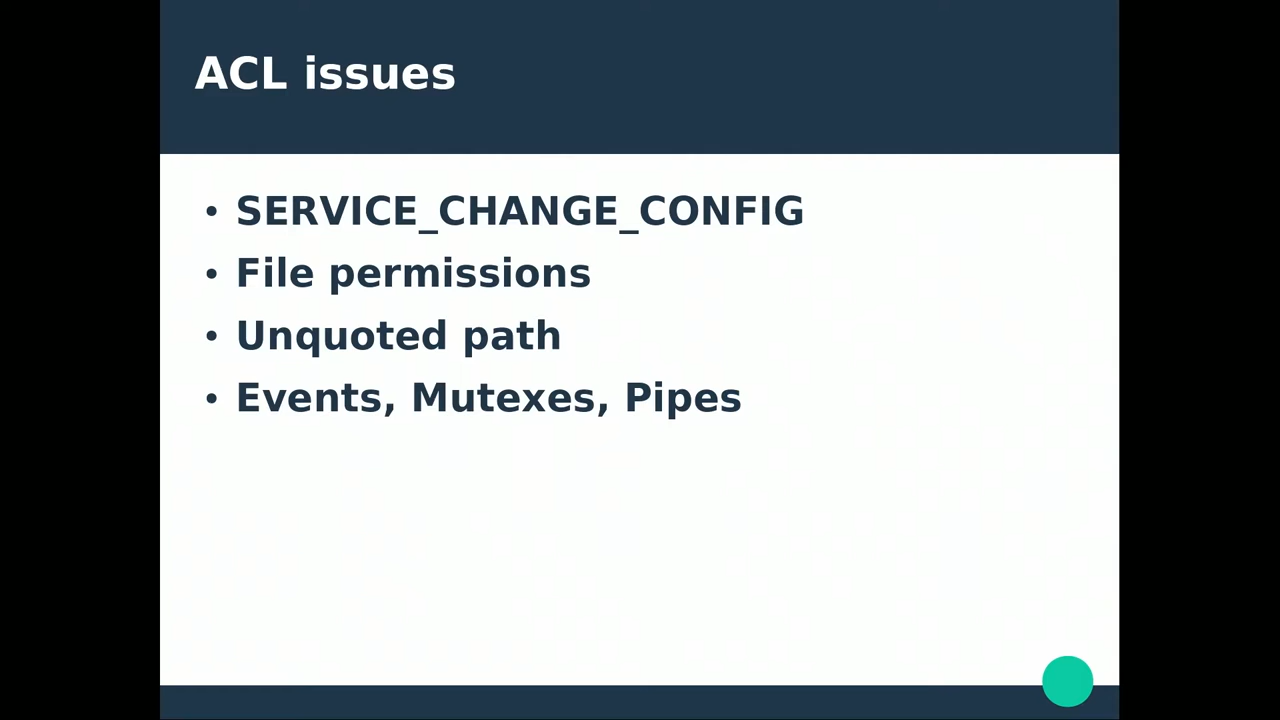 ACL issues
• SERVICE_CHANGE_CONFIG
• File permissions
• Unquoted path
• Events, Mutexes, Pipes